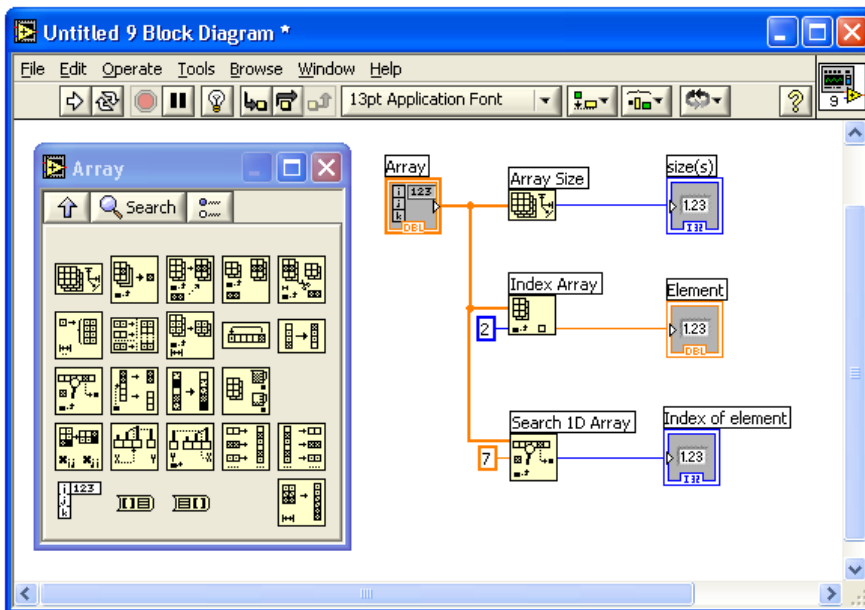 Untitled 9 Block Diagram *
File Edit Operate Tools Browse Window Help
13pt Application Font
?
9
Array
Search
123
Array
123
DBL
Array Size
size(s)
1.23
I32
Index Array
2
Element
1.23
DBL
Search 1D Array
7
Index of element
1.23
I32